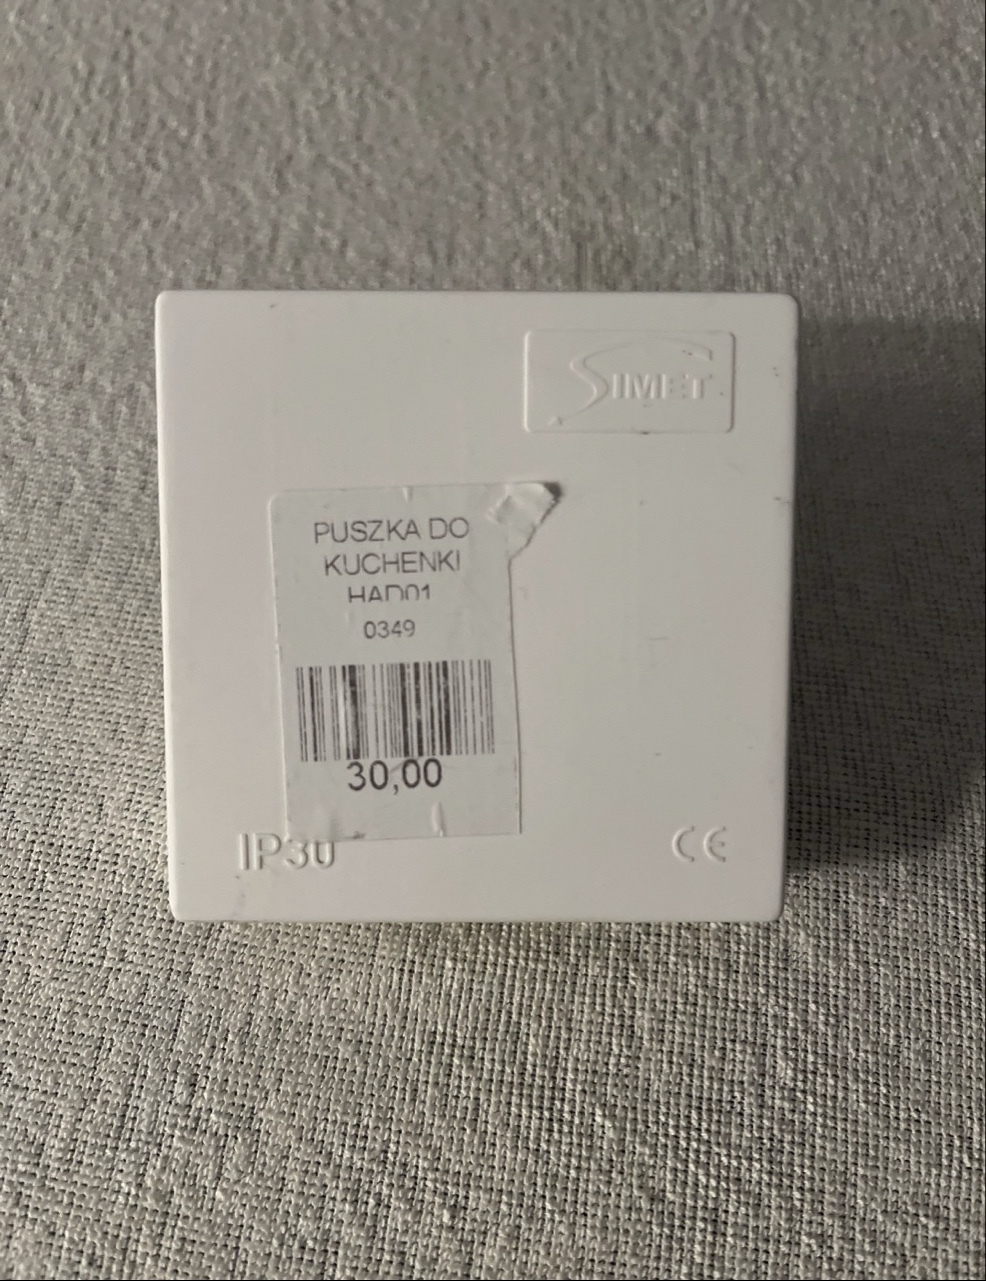 SIMET
PUSZKA DO
KUCHENKI
HAD01
0349
30,00
IP30
CE